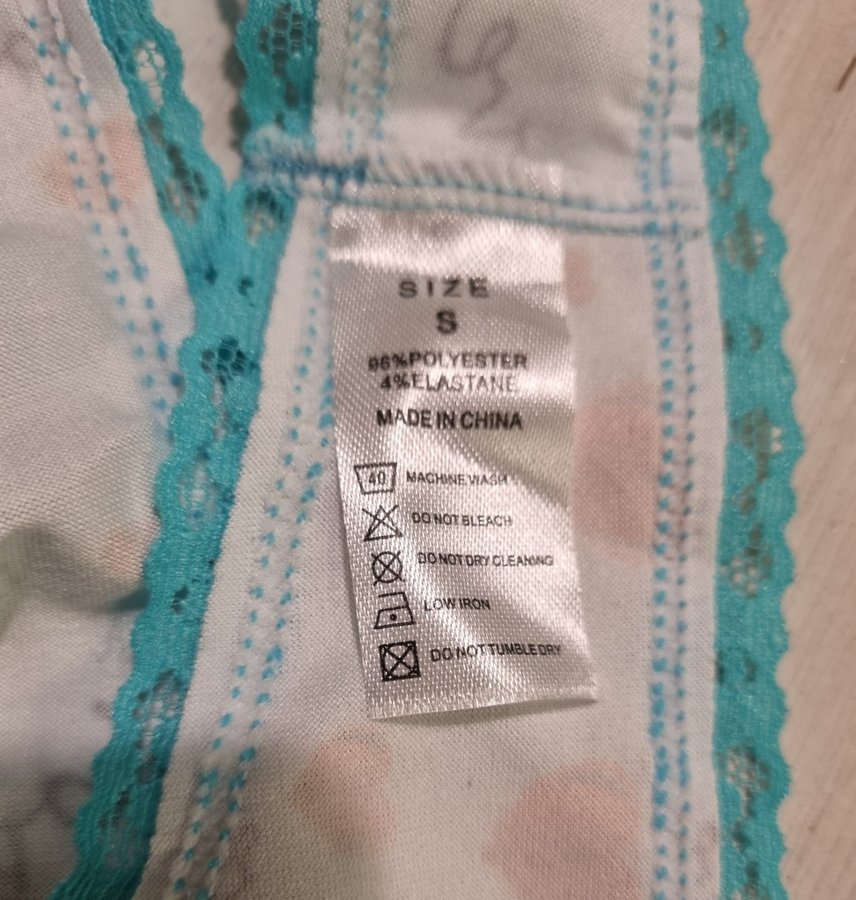 SIZE
S
96%POLYESTER
4%ELASTANE
MADE IN CHINA
40 MACHINE WASH
DO NOT BLEACH
DO NOT DRY CLEANING
LOW IRON
DO NOT TUMBLE DRY